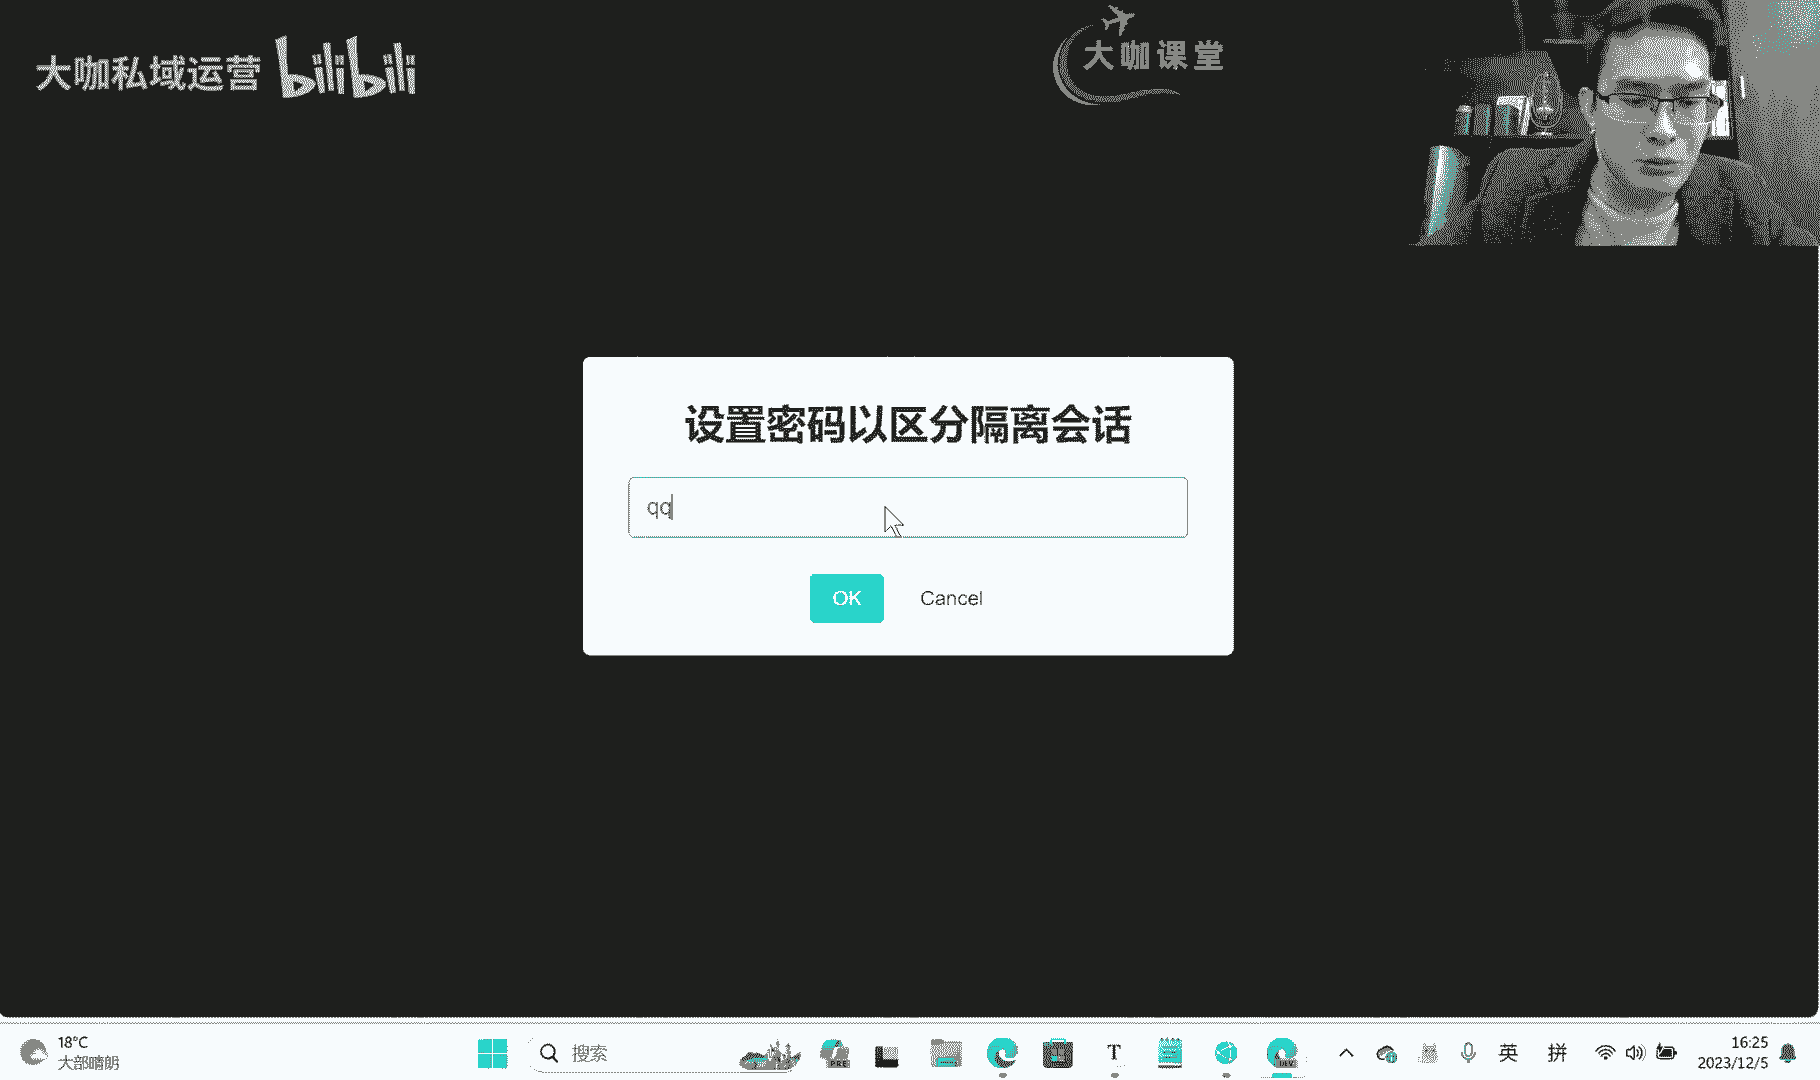 大咖私域运营 bilibili
大咖课堂
设置密码以区分隔离会话
qq
OK Cancel
18°C
大部晴朗
搜索
PRE
T
DEV
英 拼
16:25
2023/12/5